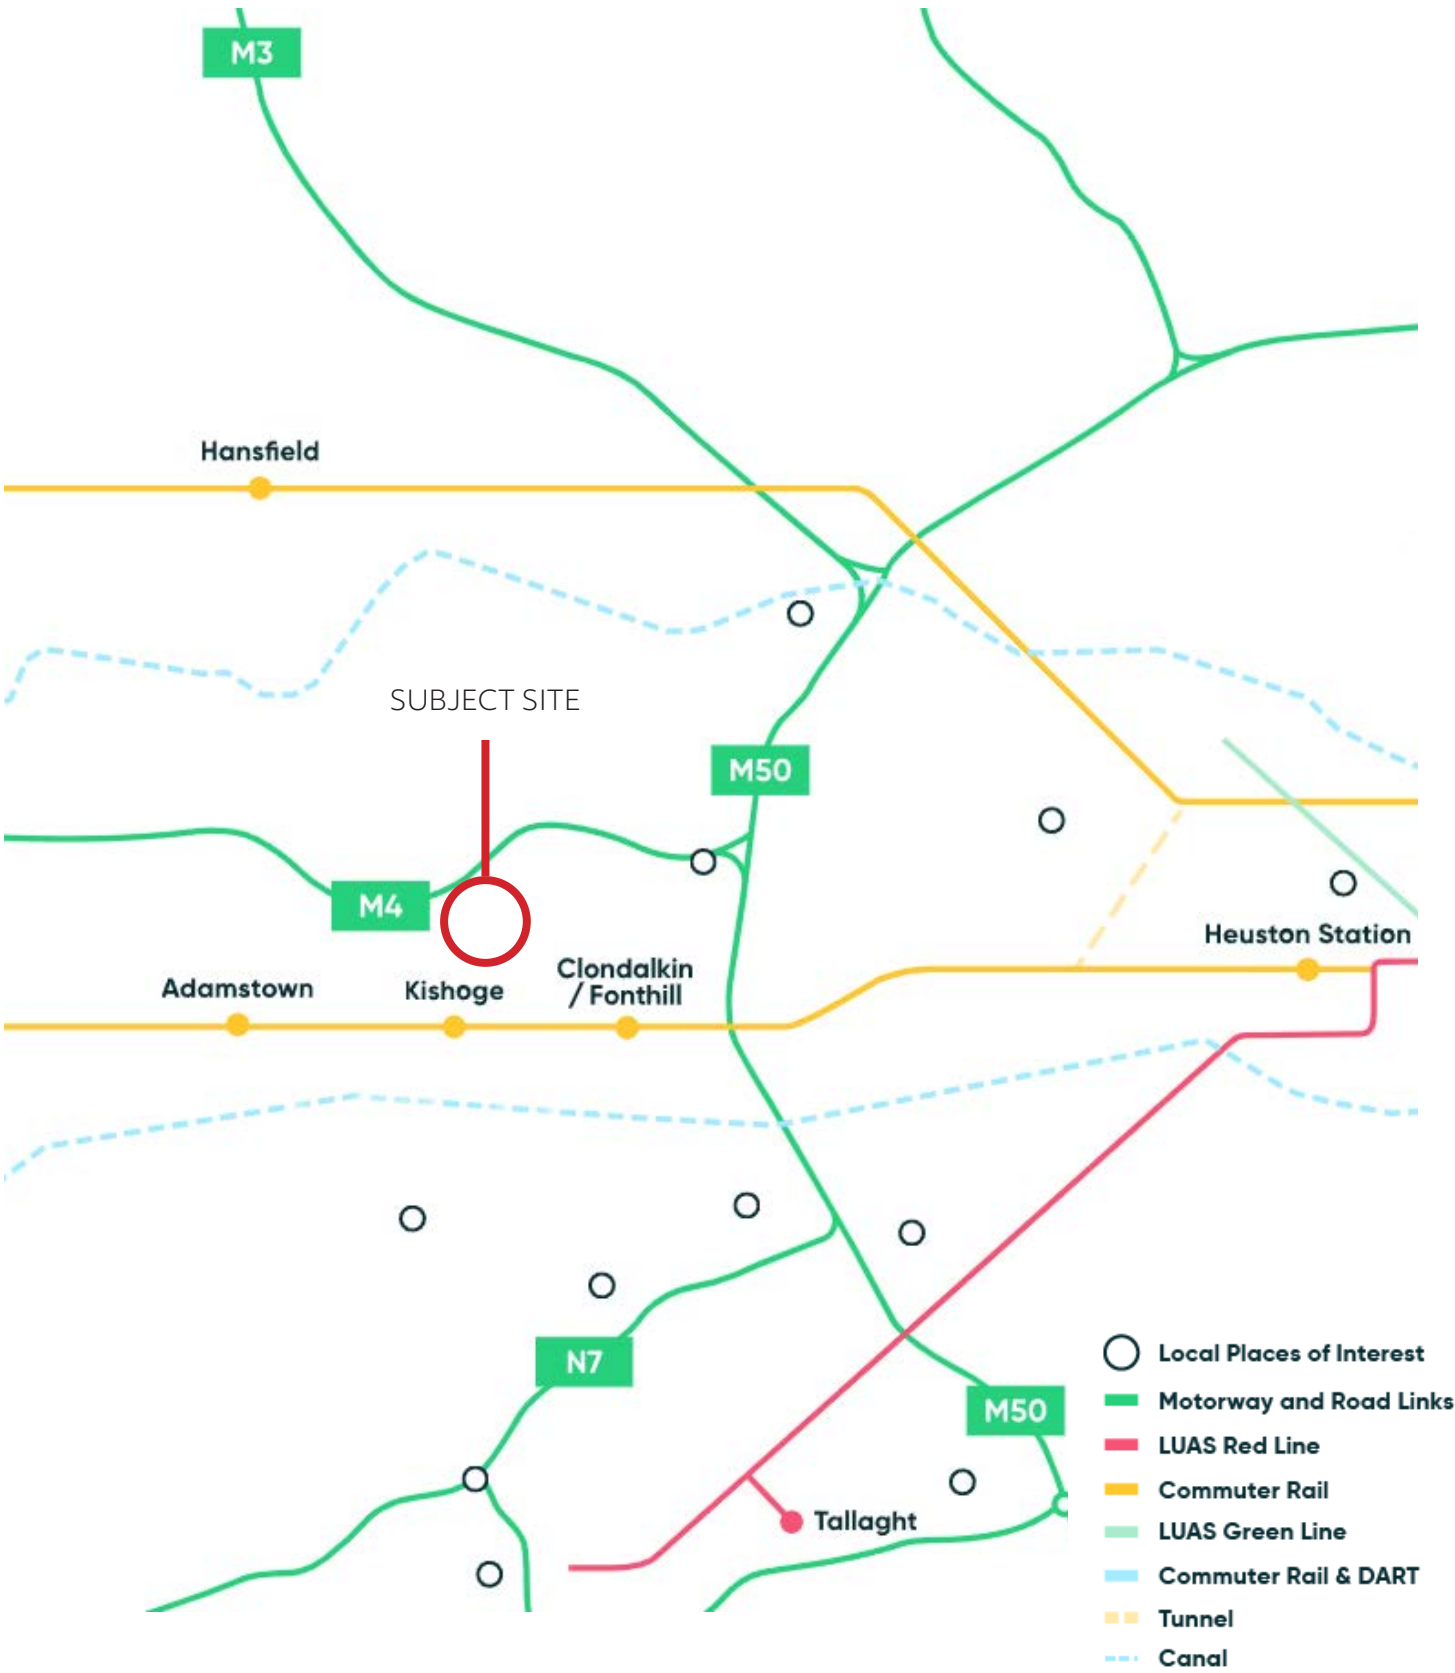 M3
Hansfield
SUBJECT SITE
M50
M4
Heuston Station
Adamstown
Kishoge
Clondalkin
/ Fonthill
N7
M50
Tallaght
Local Places of Interest
Motorway and Road Links
LUAS Red Line
Commuter Rail
LUAS Green Line
Commuter Rail & DART
Tunnel
Canal